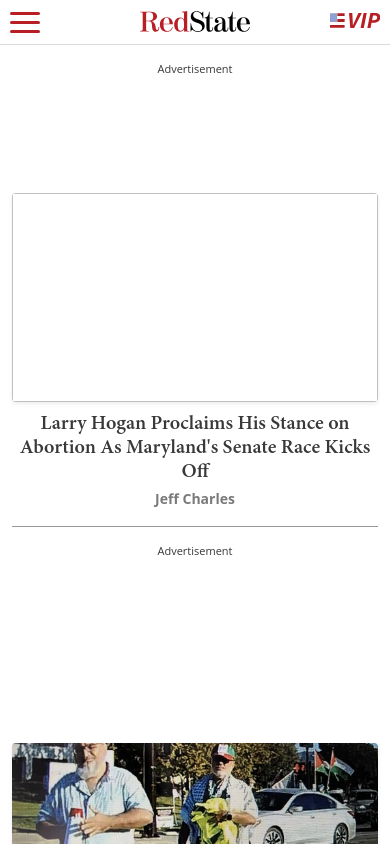 RedState
VIP
Advertisement
Larry Hogan Proclaims His Stance on
Abortion As Maryland's Senate Race Kicks
Off
Jeff Charles
Advertisement